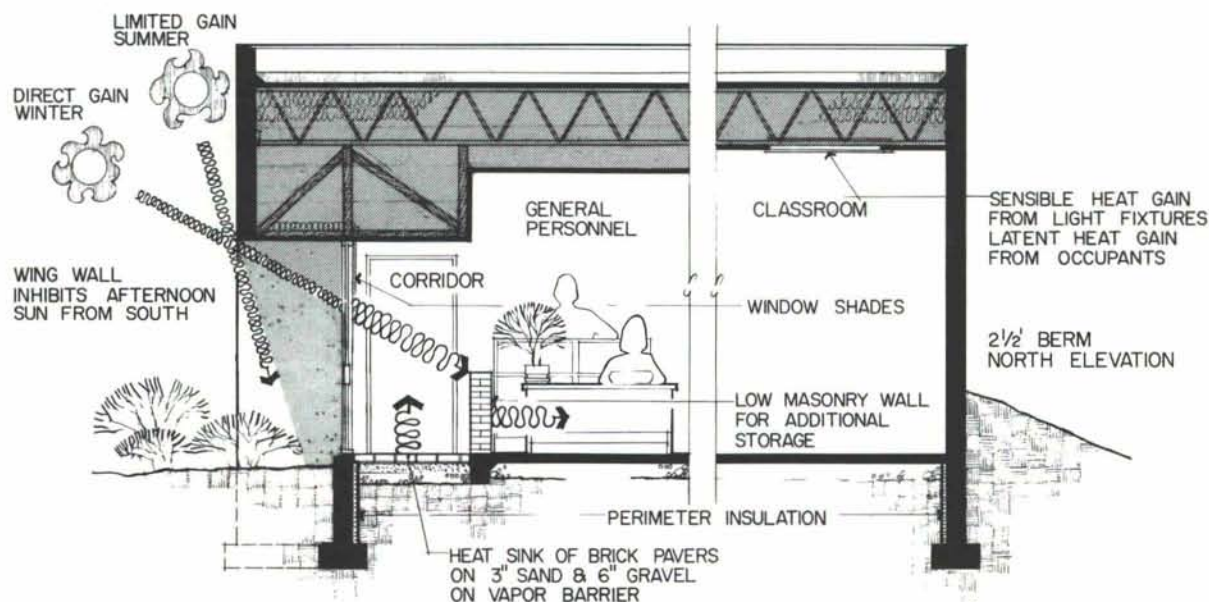 LIMITED GAIN
SUMMER
DIRECT GAIN
WINTER
WING WALL
INHIBITS AFTERNOON
SUN FROM SOUTH
GENERAL
PERSONNEL
CLASSROOM
CORRIDOR
WINDOW SHADES
SENSIBLE HEAT GAIN
FROM LIGHT FIXTURES
LATENT HEAT GAIN
FROM OCCUPANTS
2½' BERM
NORTH ELEVATION
LOW MASONRY WALL
FOR ADDITIONAL
STORAGE
PERIMETER INSULATION
HEAT SINK OF BRICK PAVERS
ON 3" SAND & 6" GRAVEL
ON VAPOR BARRIER